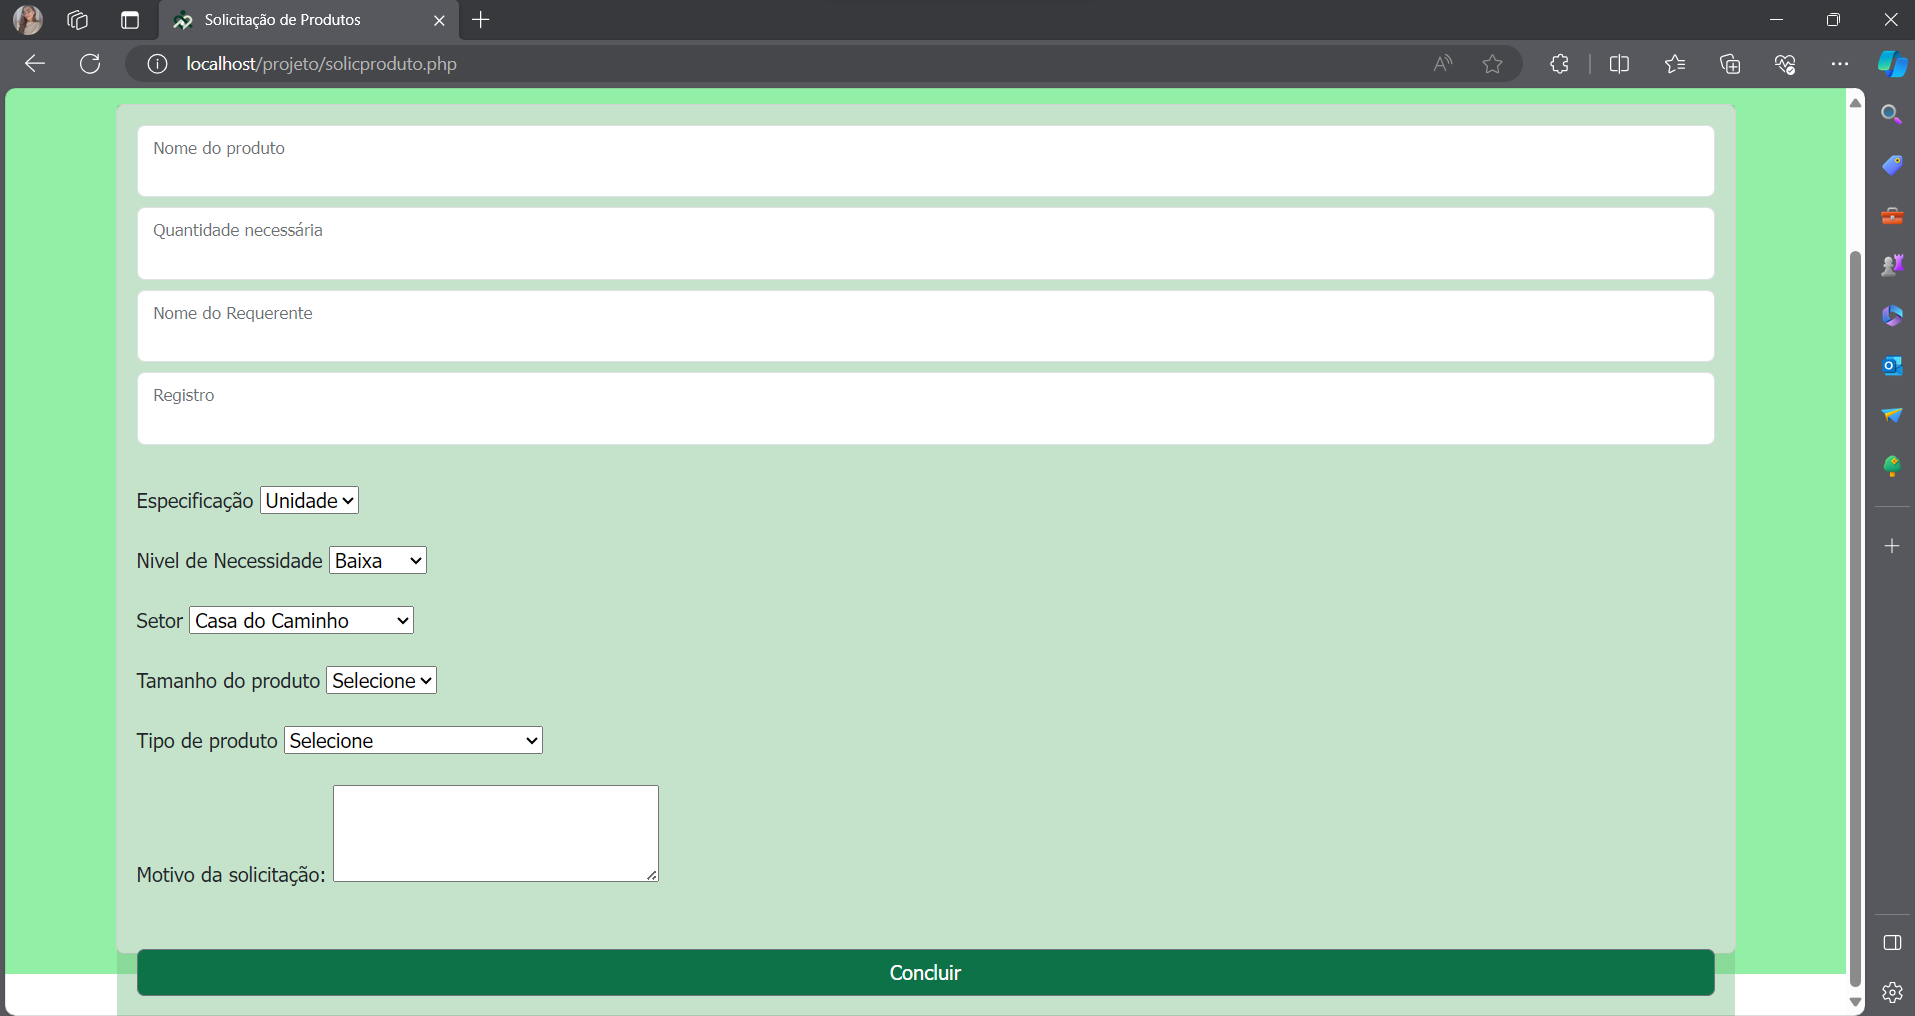 Solicitação de Produtos
localhost/projeto/solicproduto.php
Nome do produto
Quantidade necessária
Nome do Requerente
Registro
Especificação Unidade
Nivel de Necessidade Baixa
Setor Casa do Caminho
Tamanho do produto Selecione
Tipo de produto Selecione
Motivo da solicitação:
Concluir